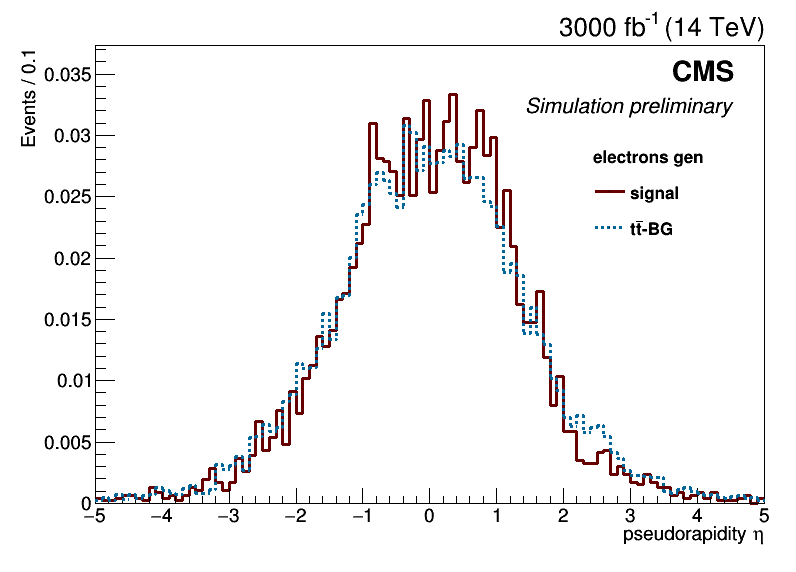 3000 fb-1 (14 TeV)
CMS
Simulation preliminary
electrons gen
signal
tt̄-BG
Events / 0.1
0.035
0.03
0.025
0.02
0.015
0.01
0.005
0
−5 −4 −3 −2 −1 0 1 2 3 4 5
pseudorapidity η